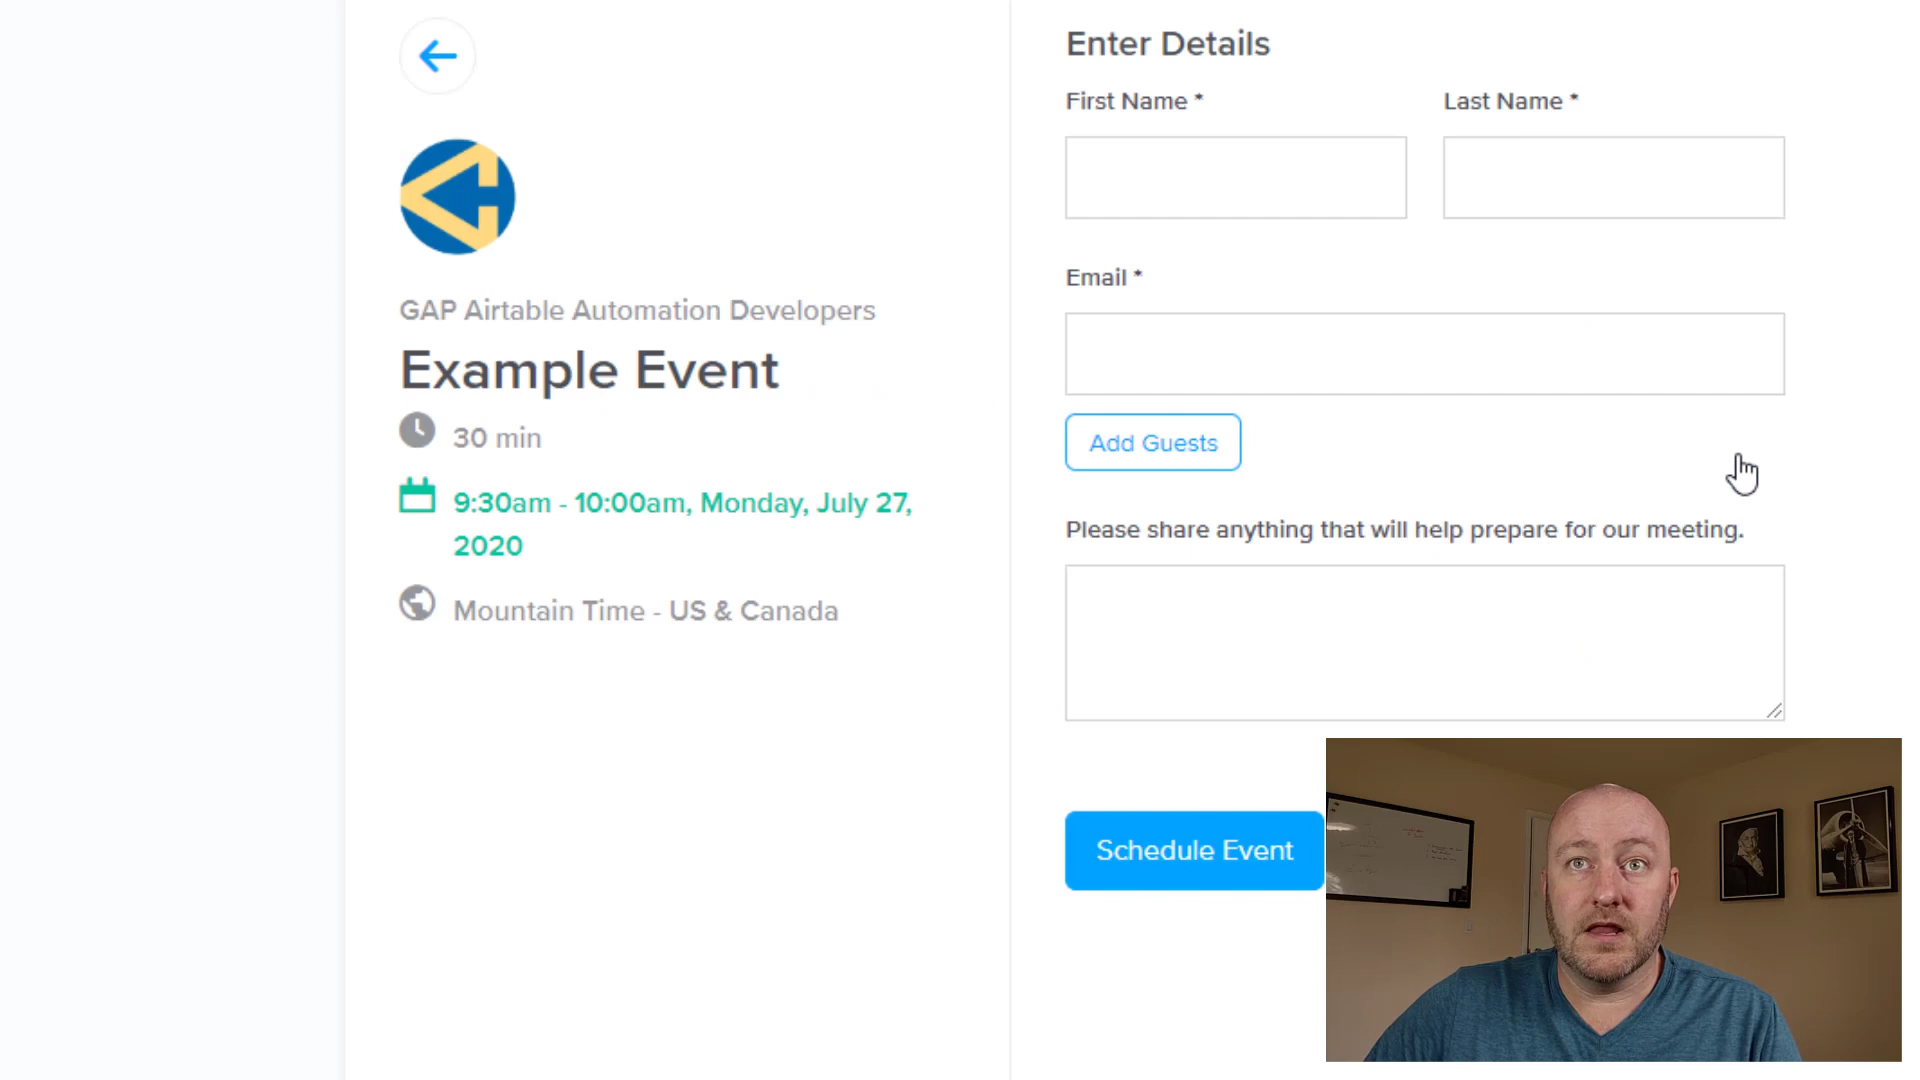 GAP Airtable Automation Developers
Example Event
30 min
9:30am - 10:00am, Monday, July 27,
2020
Mountain Time - US & Canada
Enter Details
First Name *
Last Name *
Email *
Add Guests
Please share anything that will help prepare for our meeting.
Schedule Event